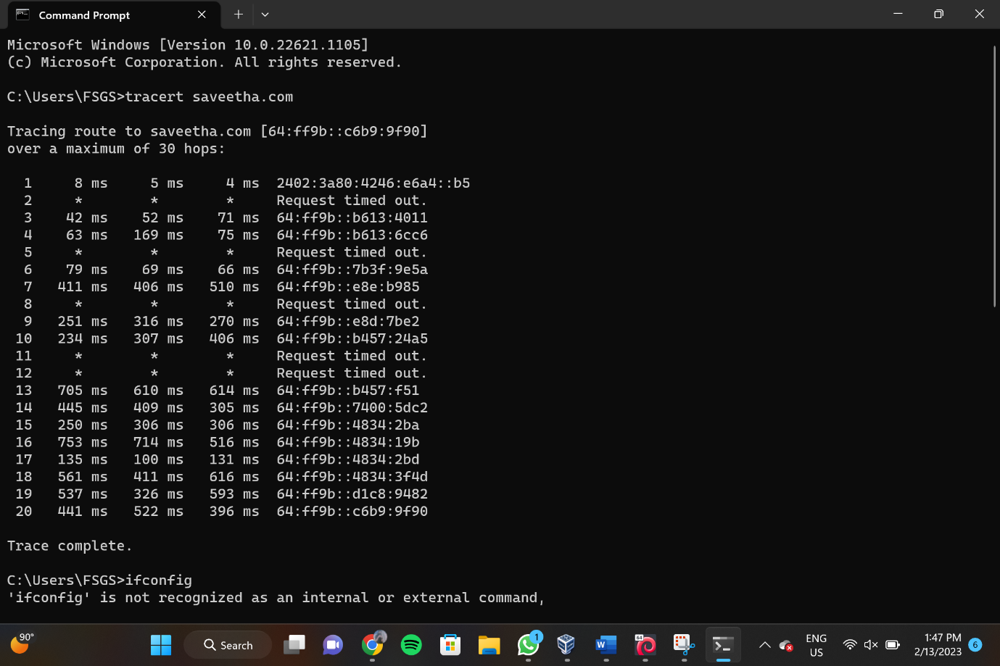 Command Prompt
Microsoft Windows [Version 10.0.22621.1105]
(c) Microsoft Corporation. All rights reserved.
C:\Users\FSGS>tracert saveetha.com
Tracing route to saveetha.com [64:ff9b::c6b9:9f90]
over a maximum of 30 hops:
1 8 ms 5 ms 4 ms 2402:3a80:4246:e6a4::b5
2 * * * Request timed out.
3 42 ms 52 ms 71 ms 64:ff9b::b613:4011
4 63 ms 169 ms 75 ms 64:ff9b::b613:6cc6
5 * * * Request timed out.
6 79 ms 69 ms 66 ms 64:ff9b::7b3f:9e5a
7 411 ms 406 ms 510 ms 64:ff9b::e8e:b985
8 * * * Request timed out.
9 251 ms 316 ms 270 ms 64:ff9b::e8d:7be2
10 234 ms 307 ms 406 ms 64:ff9b::b457:24a5
11 * * * Request timed out.
12 * * * Request timed out.
13 705 ms 610 ms 614 ms 64:ff9b::b457:f51
14 445 ms 409 ms 305 ms 64:ff9b::7400:5dc2
15 250 ms 306 ms 306 ms 64:ff9b::4834:2ba
16 753 ms 714 ms 516 ms 64:ff9b::4834:19b
17 135 ms 100 ms 131 ms 64:ff9b::4834:2bd
18 561 ms 411 ms 616 ms 64:ff9b::4834:3f4d
19 537 ms 326 ms 593 ms 64:ff9b::d1c8:9482
20 441 ms 522 ms 396 ms 64:ff9b::c6b9:9f90
Trace complete.
C:\Users\FSGS>ifconfig
'ifconfig' is not recognized as an internal or external command,
90°
Search
1
W
64
ENG
US
1:47 PM
2/13/2023
6